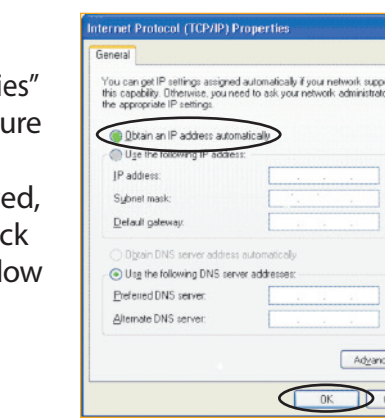 ies"
ure
ed,
ck
low
Internet Protocol (TCP/IP) Properties
General
You can get IP settings assigned automatically if your network supp
this capability. Otherwise, you need to ask your network administrato
the appropriate IP settings.
Obtain an IP address automatically
Use the following IP address:
IP address:
Subnet mask:
Default gateway:
Obtain DNS server address automatically
Use the following DNS server addresses:
Preferred DNS server:
Alternate DNS server:
Advanc
OK